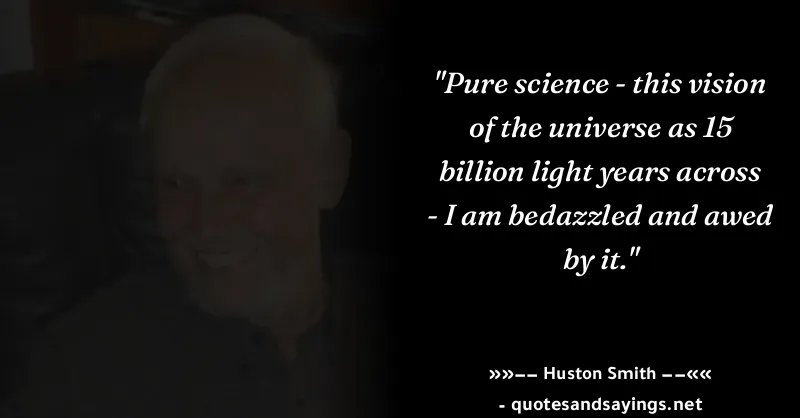 "Pure science - this vision
of the universe as 15
billion light years across
- I am bedazzled and awed
by it."
»»−− Huston Smith −−««
- quotesandsayings.net